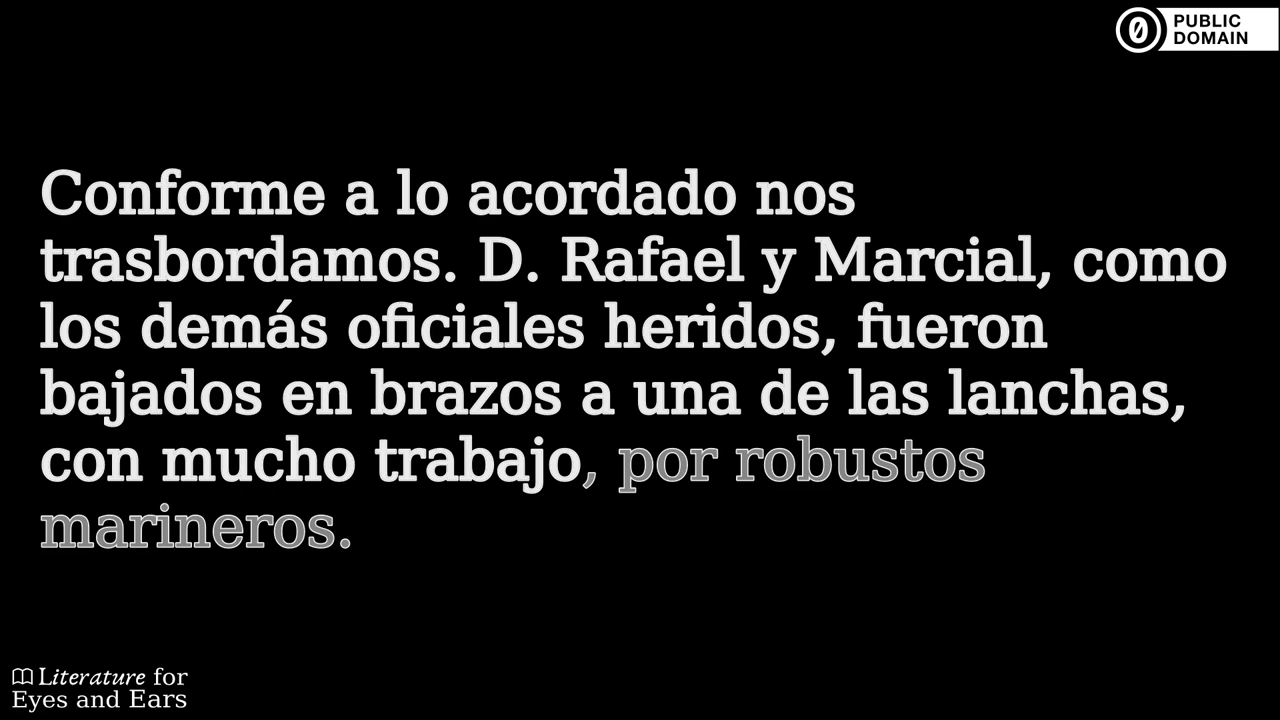 PUBLIC
DOMAIN
Conforme a lo acordado nos
trasbordamos. D. Rafael y Marcial, como
los demás oficiales heridos, fueron
bajados en brazos a una de las lanchas,
con mucho trabajo, por robustos
marineros.
Literature for
Eyes and Ears